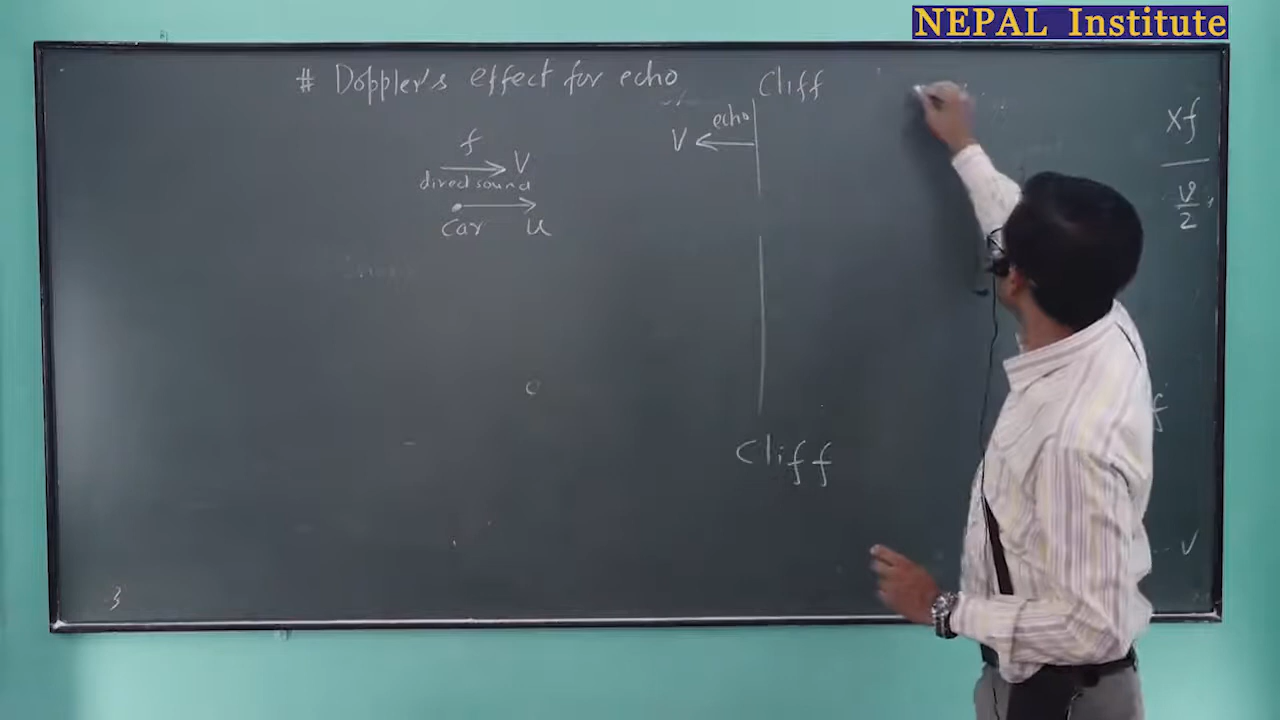 NEPAL Institute
# Doppler's effect for echo
Cliff
echo
V
f
V
direct sound
Car u
xf
v
2
Cliff
f
v
3